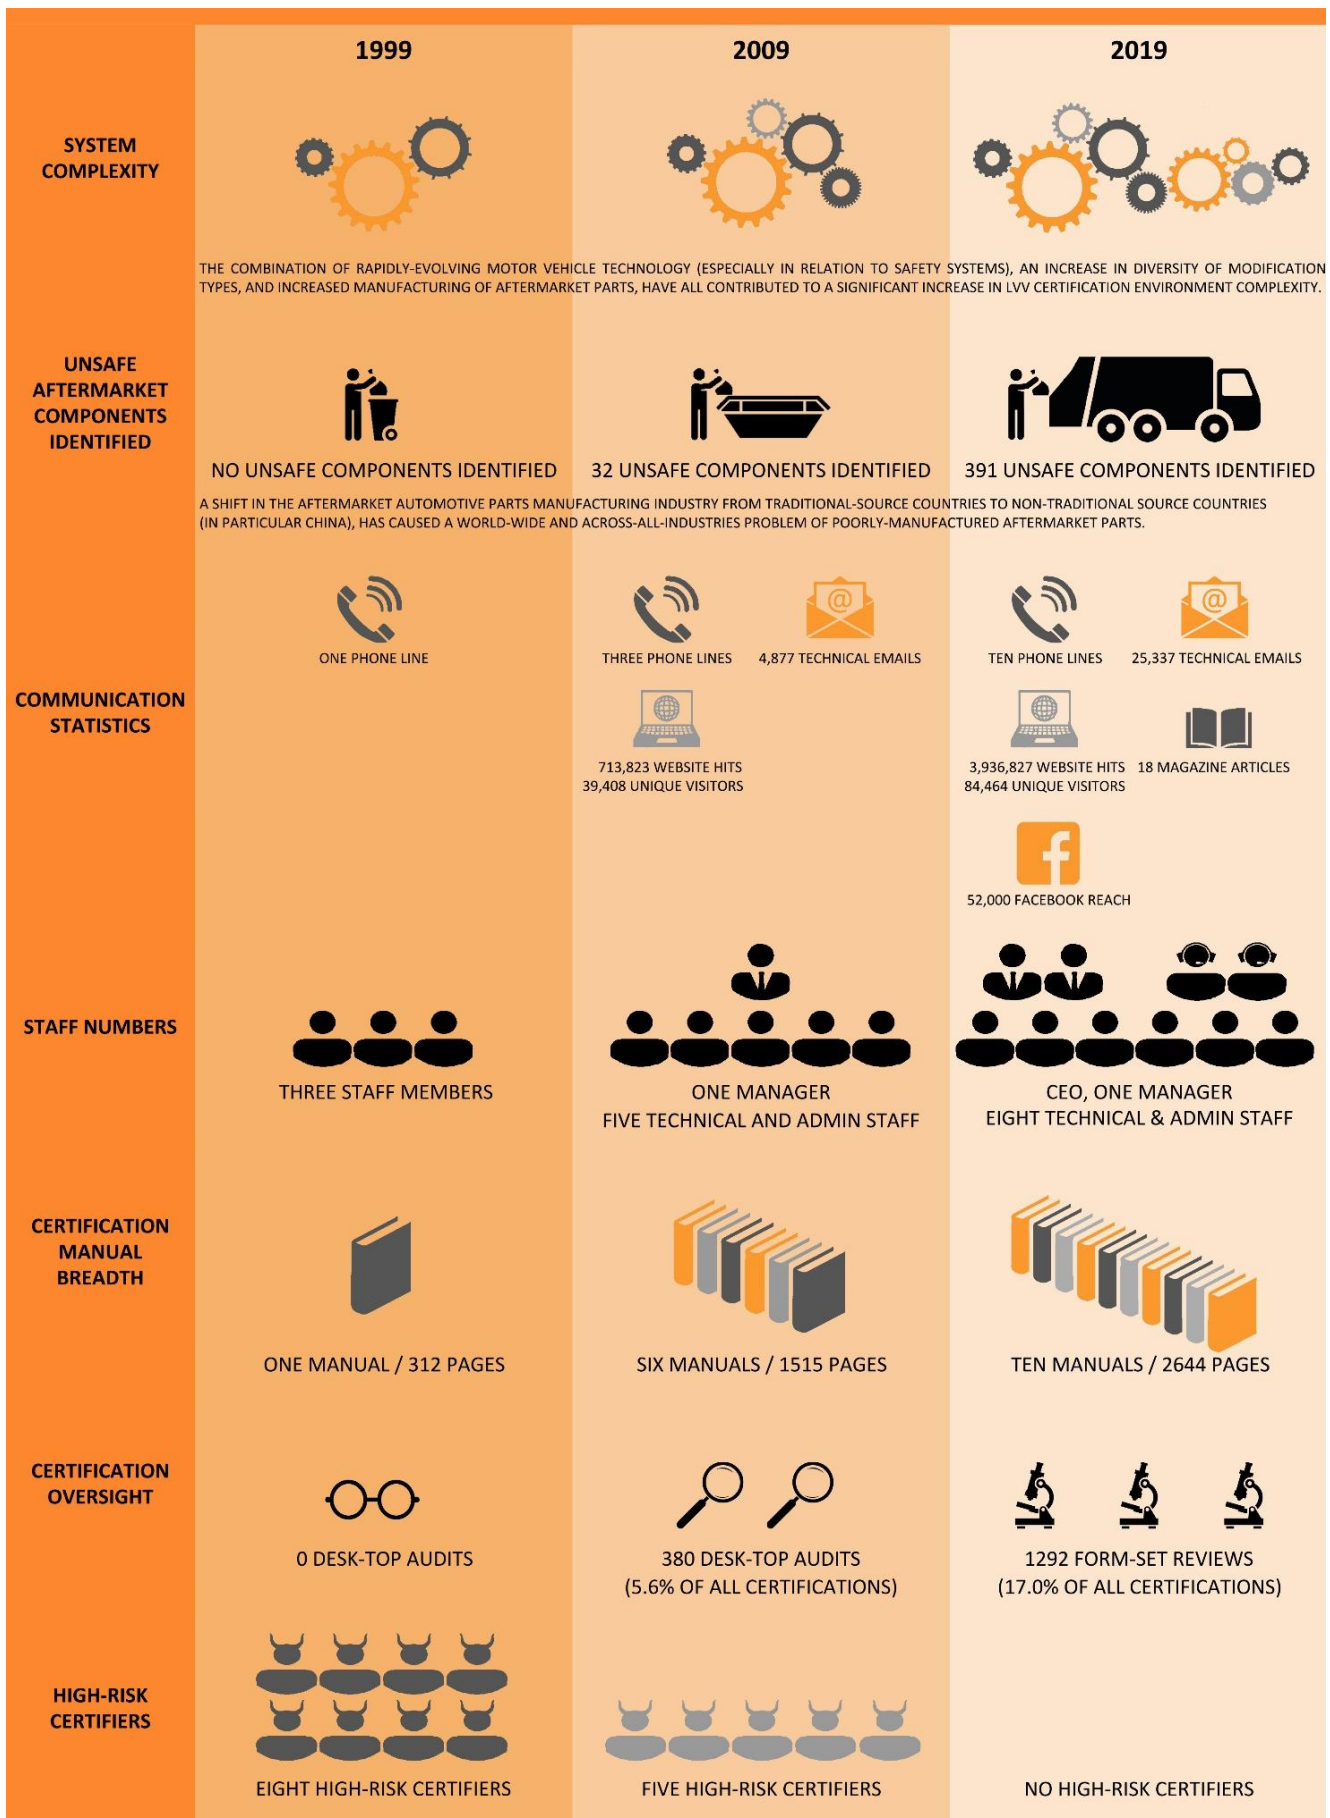 1999
2009
2019
SYSTEM
COMPLEXITY
THE COMBINATION OF RAPIDLY-EVOLVING MOTOR VEHICLE TECHNOLOGY (ESPECIALLY IN RELATION TO SAFETY SYSTEMS), AN INCREASE IN DIVERSITY OF MODIFICATION
TYPES, AND INCREASED MANUFACTURING OF AFTERMARKET PARTS, HAVE ALL CONTRIBUTED TO A SIGNIFICANT INCREASE IN LVV CERTIFICATION ENVIRONMENT COMPLEXITY.
UNSAFE
AFTERMARKET
COMPONENTS
IDENTIFIED
NO UNSAFE COMPONENTS IDENTIFIED
32 UNSAFE COMPONENTS IDENTIFIED
391 UNSAFE COMPONENTS IDENTIFIED
A SHIFT IN THE AFTERMARKET AUTOMOTIVE PARTS MANUFACTURING INDUSTRY FROM TRADITIONAL-SOURCE COUNTRIES TO NON-TRADITIONAL SOURCE COUNTRIES
(IN PARTICULAR CHINA), HAS CAUSED A WORLD-WIDE AND ACROSS-ALL-INDUSTRIES PROBLEM OF POORLY-MANUFACTURED AFTERMARKET PARTS.
COMMUNICATION
STATISTICS
ONE PHONE LINE
THREE PHONE LINES
@
4,877 TECHNICAL EMAILS
713,823 WEBSITE HITS
39,408 UNIQUE VISITORS
TEN PHONE LINES
@
25,337 TECHNICAL EMAILS
3,936,827 WEBSITE HITS
84,464 UNIQUE VISITORS
18 MAGAZINE ARTICLES
f
52,000 FACEBOOK REACH
STAFF NUMBERS
THREE STAFF MEMBERS
ONE MANAGER
FIVE TECHNICAL AND ADMIN STAFF
CEO, ONE MANAGER
EIGHT TECHNICAL & ADMIN STAFF
CERTIFICATION
MANUAL
BREADTH
ONE MANUAL / 312 PAGES
SIX MANUALS / 1515 PAGES
TEN MANUALS / 2644 PAGES
CERTIFICATION
OVERSIGHT
0 DESK-TOP AUDITS
380 DESK-TOP AUDITS
(5.6% OF ALL CERTIFICATIONS)
1292 FORM-SET REVIEWS
(17.0% OF ALL CERTIFICATIONS)
HIGH-RISK
CERTIFIERS
EIGHT HIGH-RISK CERTIFIERS
FIVE HIGH-RISK CERTIFIERS
NO HIGH-RISK CERTIFIERS